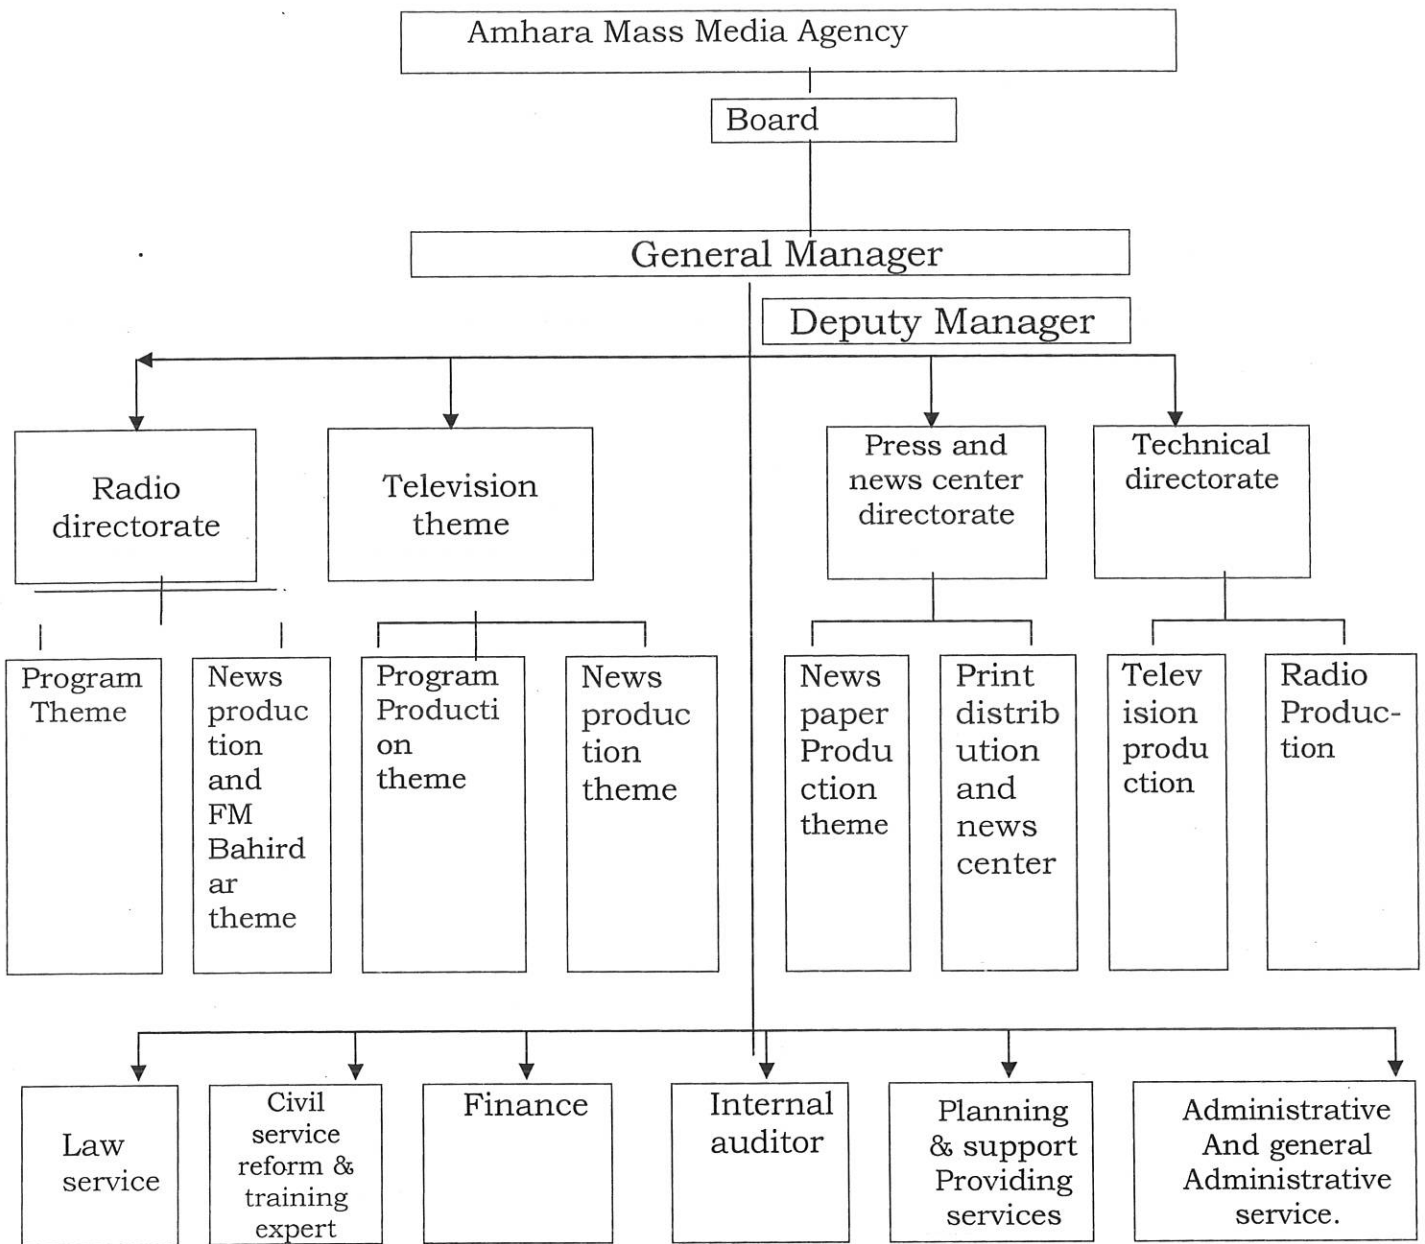 Amhara Mass Media Agency
Board
General Manager
Deputy Manager
Radio
directorate
Television
theme
Press and
news center
directorate
Technical
directorate
Program
Theme
News
produc
tion
and
FM
Bahird
ar
theme
Program
Producti
on
theme
News
produc
tion
theme
News
paper
Produ
ction
theme
Print
distrib
ution
and
news
center
Telev
ision
produ
ction
Radio
Produc-
tion
Law
service
Civil
service
reform &
training
expert
Finance
Internal
auditor
Planning
& support
Providing
services
Administrative
And general
Administrative
service.